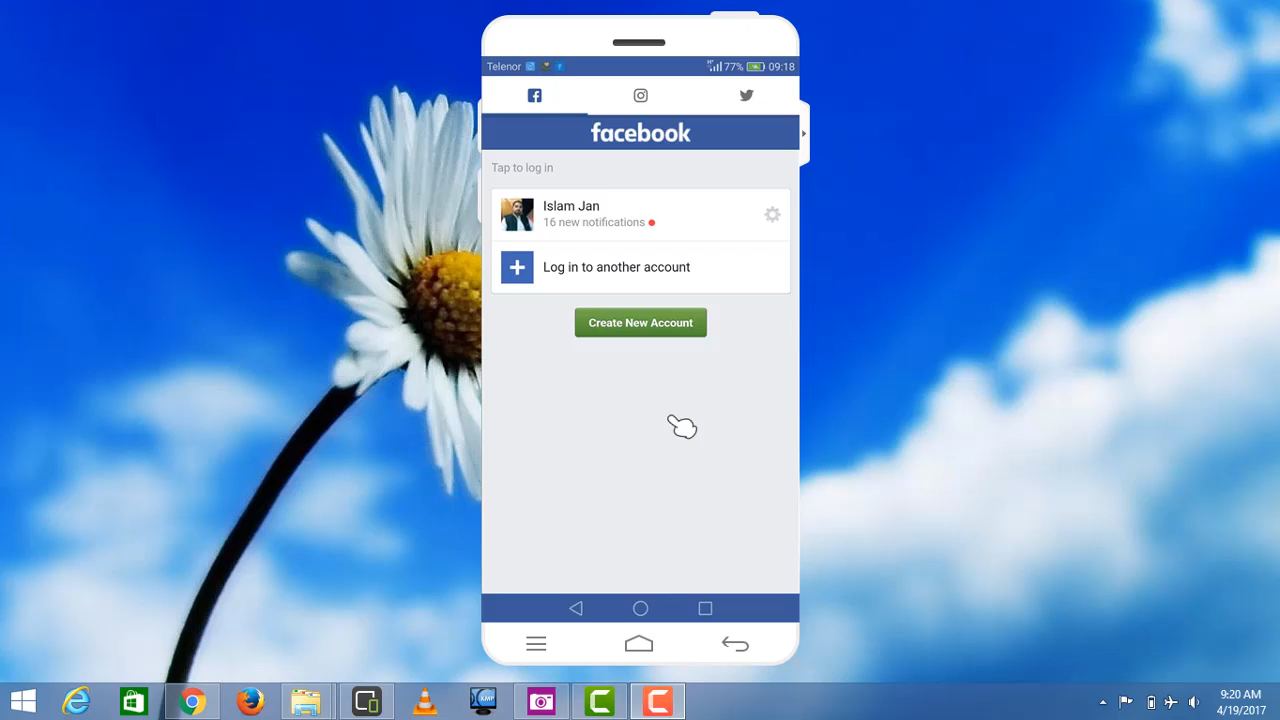 Telenor
77%
09:18
facebook
Tap to log in
Islam Jan
16 new notifications
Log in to another account
Create New Account
XMP
9:20 AM
4/19/2017